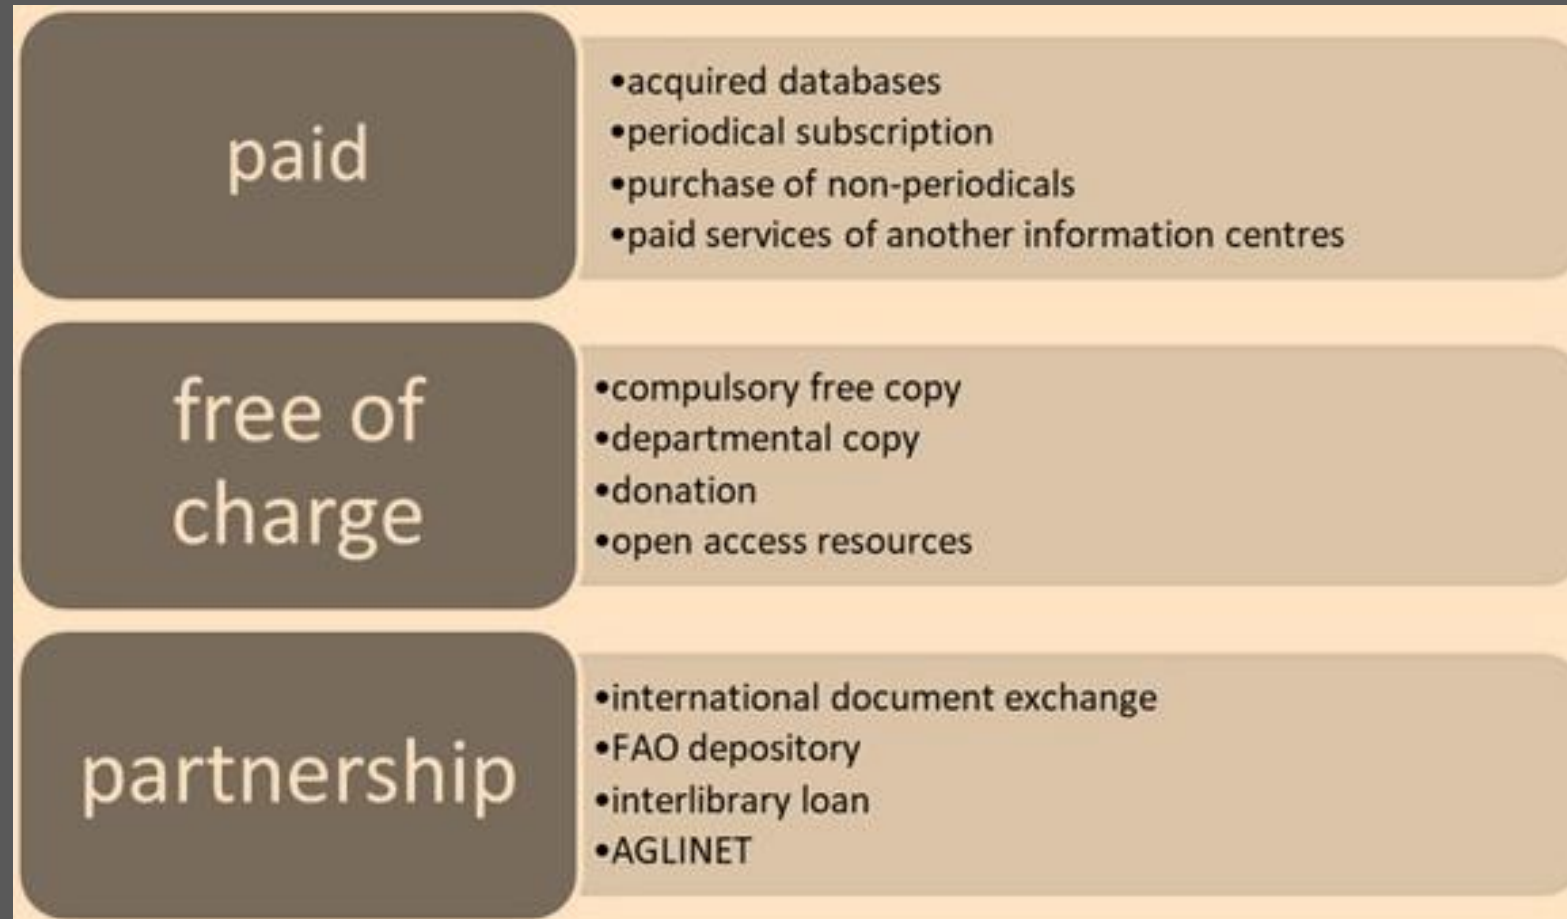 paid
•acquired databases
•periodical subscription
•purchase of non-periodicals
•paid services of another information centres
free of
charge
•compulsory free copy
•departmental copy
•donation
•open access resources
partnership
•international document exchange
•FAO depository
•interlibrary loan
•AGLINET